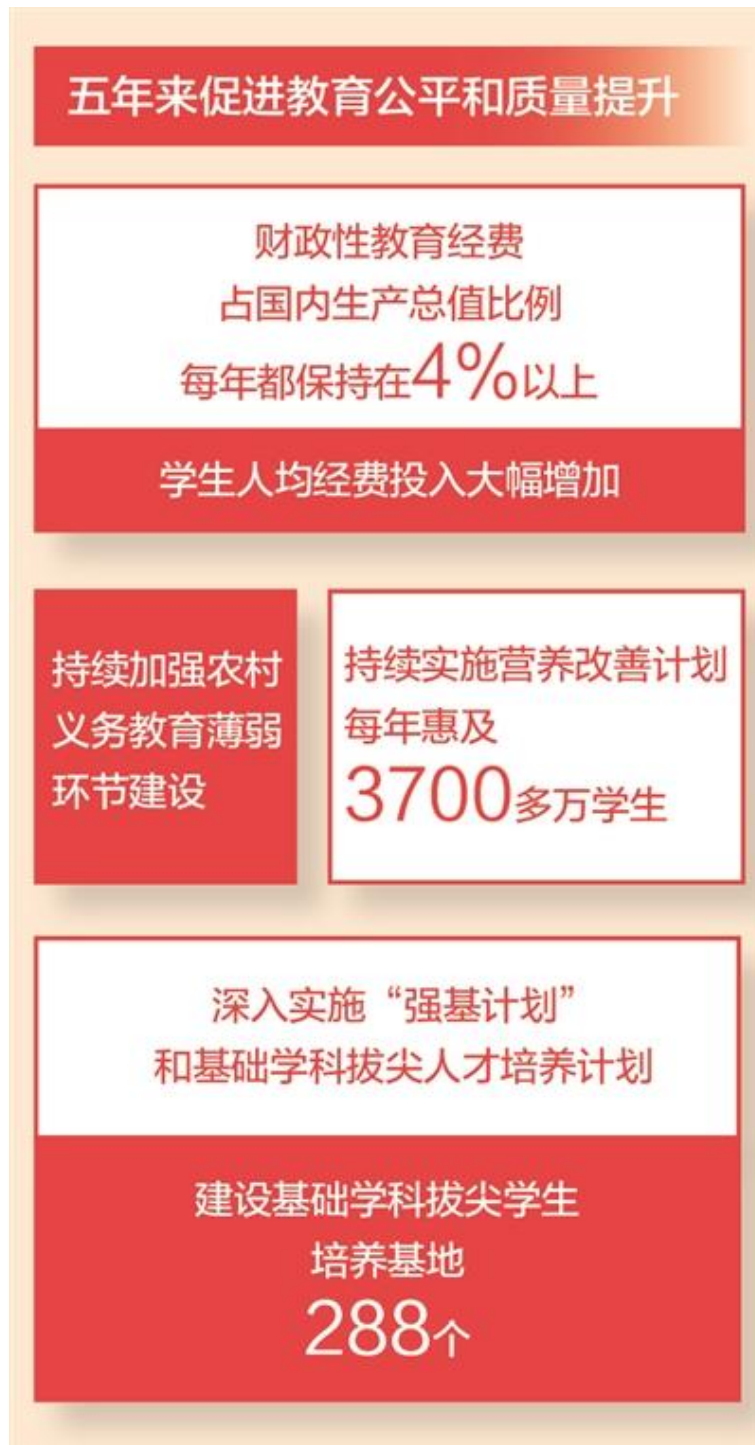 五年来促进教育公平和质量提升
财政性教育经费
占国内生产总值比例
每年都保持在4%以上
学生人均经费投入大幅增加
持续加强农村
义务教育薄弱
环节建设
持续实施营养改善计划
每年惠及
3700多万学生
深入实施“强基计划”
和基础学科拔尖人才培养计划
建设基础学科拔尖学生
培养基地
288个